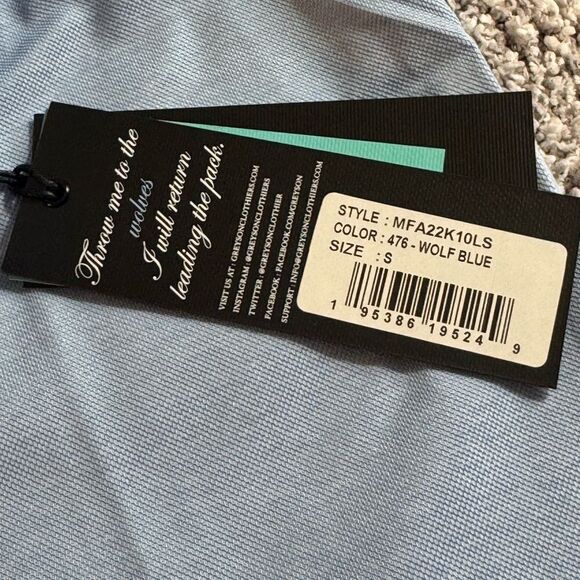 Throw me to the
wolves
I will return
leading the pack.
VISIT US AT : GREYSONCLOTHIERS.COM
INSTAGRAM : @GREYSONCLOTHIERS
TWITTER : @GREYSONCLOTHIER
FACEBOOK : FACEBOOK.COM/GREYSON
SUPPORT : INFO@GREYSONCLOTHIERS.COM
STYLE : MFA22K10LS
COLOR : 476 - WOLF BLUE
SIZE : S
1 95386 19524 9